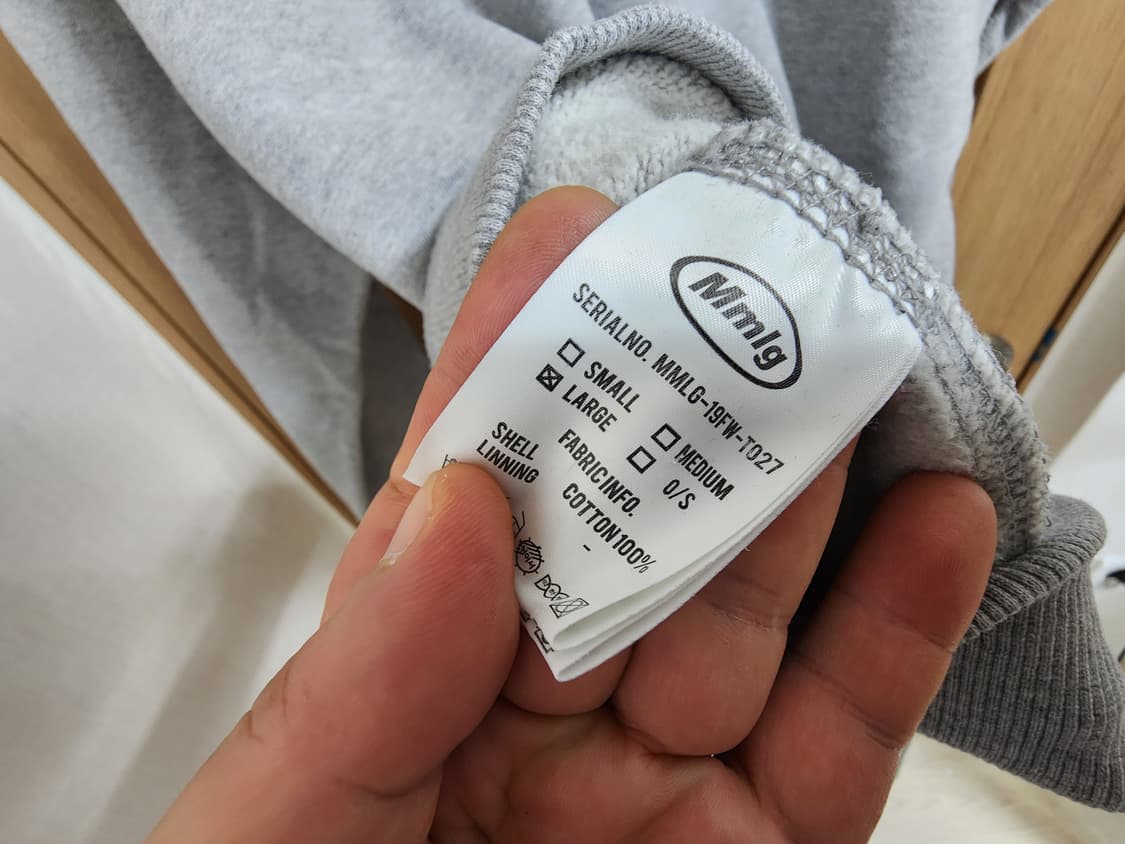 Mmlg
SERIALNO. MMLG-19FW-T027
☐ SMALL ☐ MEDIUM
☒ LARGE ☐ O/S
FABRICINFO.
SHELL COTTON100%
LINNING -